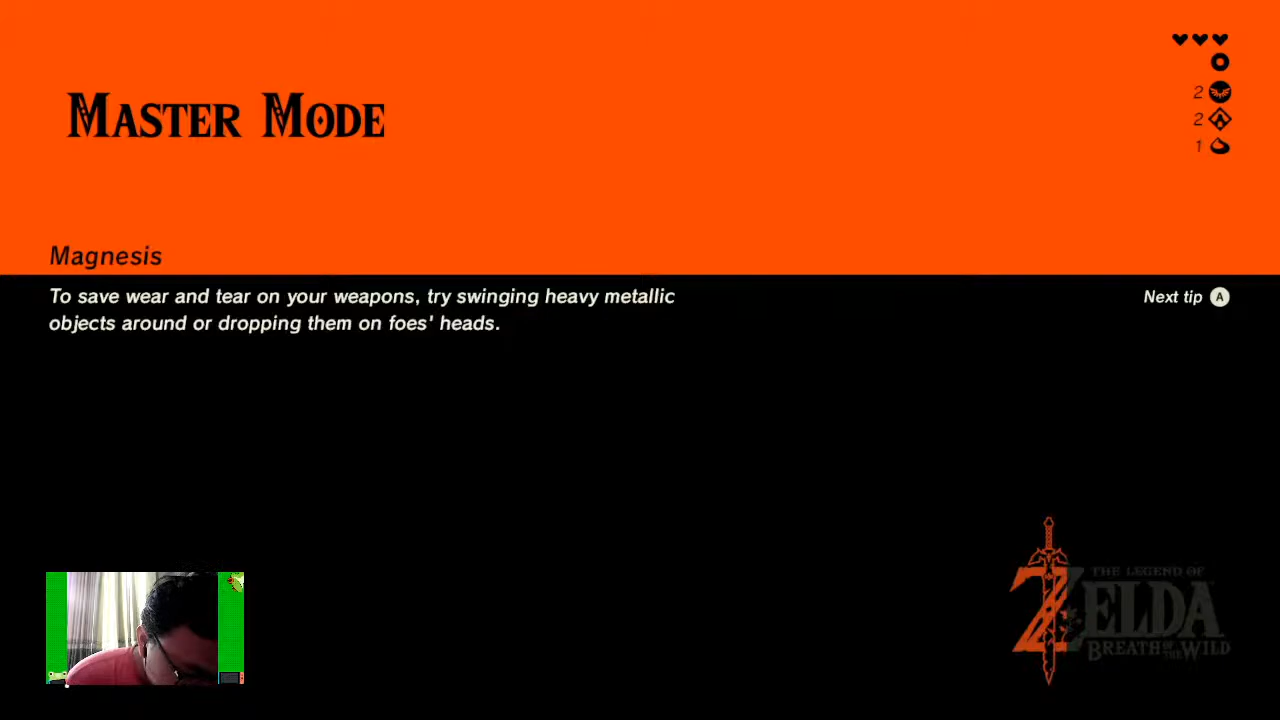 MASTER MODE
2
2
1
Magnesis
To save wear and tear on your weapons, try swinging heavy metallic
objects around or dropping them on foes' heads.
Next tip A
THE LEGEND OF
ZELDA
BREATH OF THE WILD